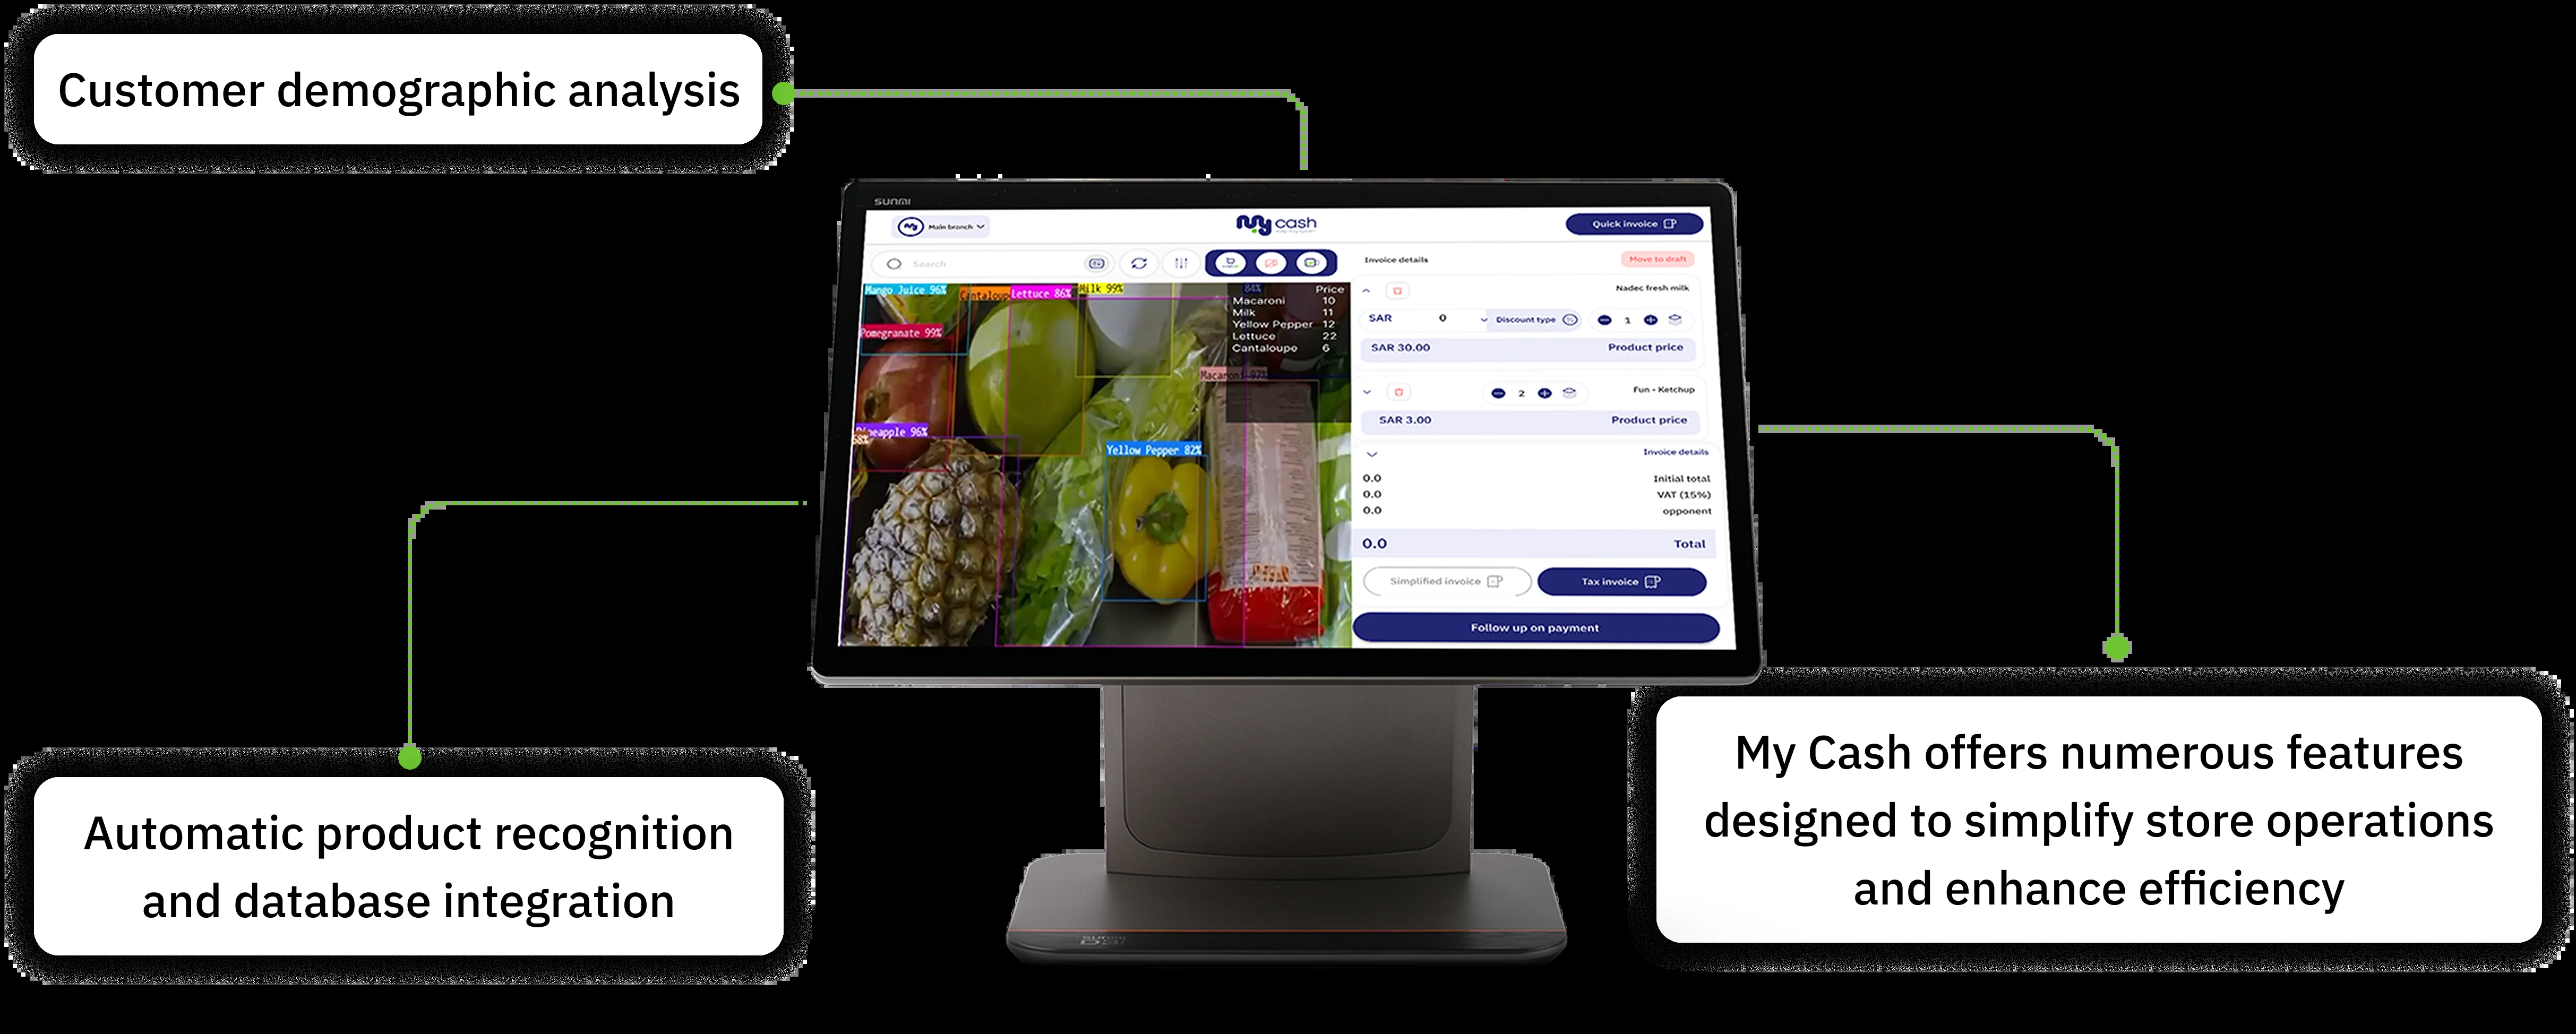 Customer demographic analysis
SUNMI
Main branch
My cash
Quick invoice
Search
Invoice details
Move to draft
Mango Juice 96%
Lettuce 86%
Milk 99%
84%
Price
Macaroni 10
Milk 11
Yellow Pepper 12
Lettuce 22
Cantaloupe 6
Pomegranate 99%
Nadec fresh milk
SAR 0
Discount type
1
SAR 30.00
Product price
2
Fun - Ketchup
SAR 3.00
Product price
68%
Yellow Pepper 82%
Invoice details
0.0 Initial total
0.0 VAT (15%)
0.0 opponent
0.0 Total
Simplified invoice
Tax invoice
Follow up on payment
Automatic product recognition
and database integration
My Cash offers numerous features
designed to simplify store operations
and enhance efficiency